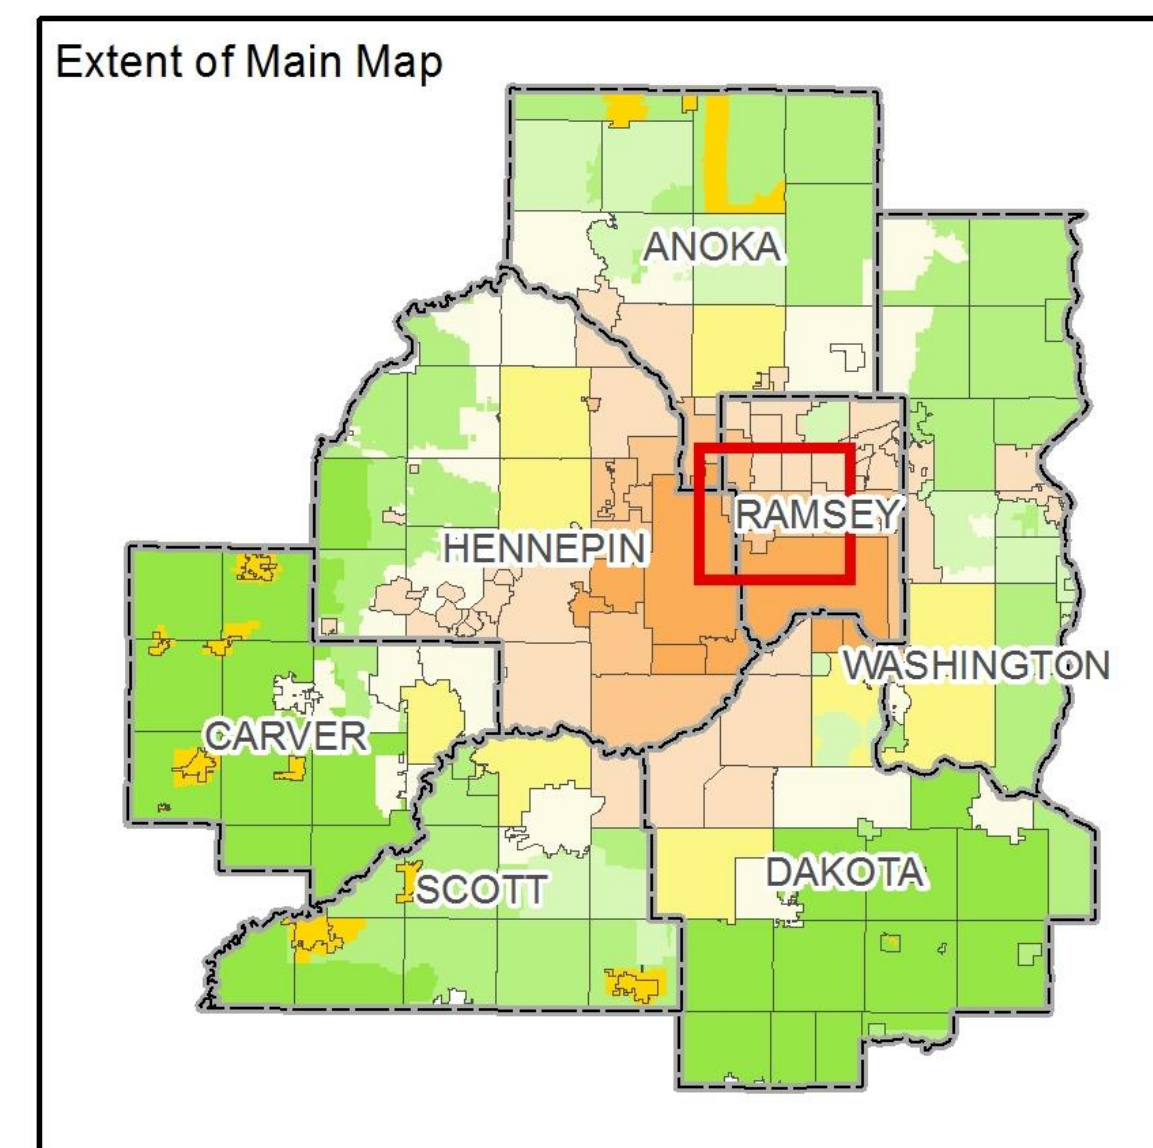 Extent of Main Map
ANOKA
RAMSEY
HENNEPIN
WASHINGTON
CARVER
DAKOTA
SCOTT